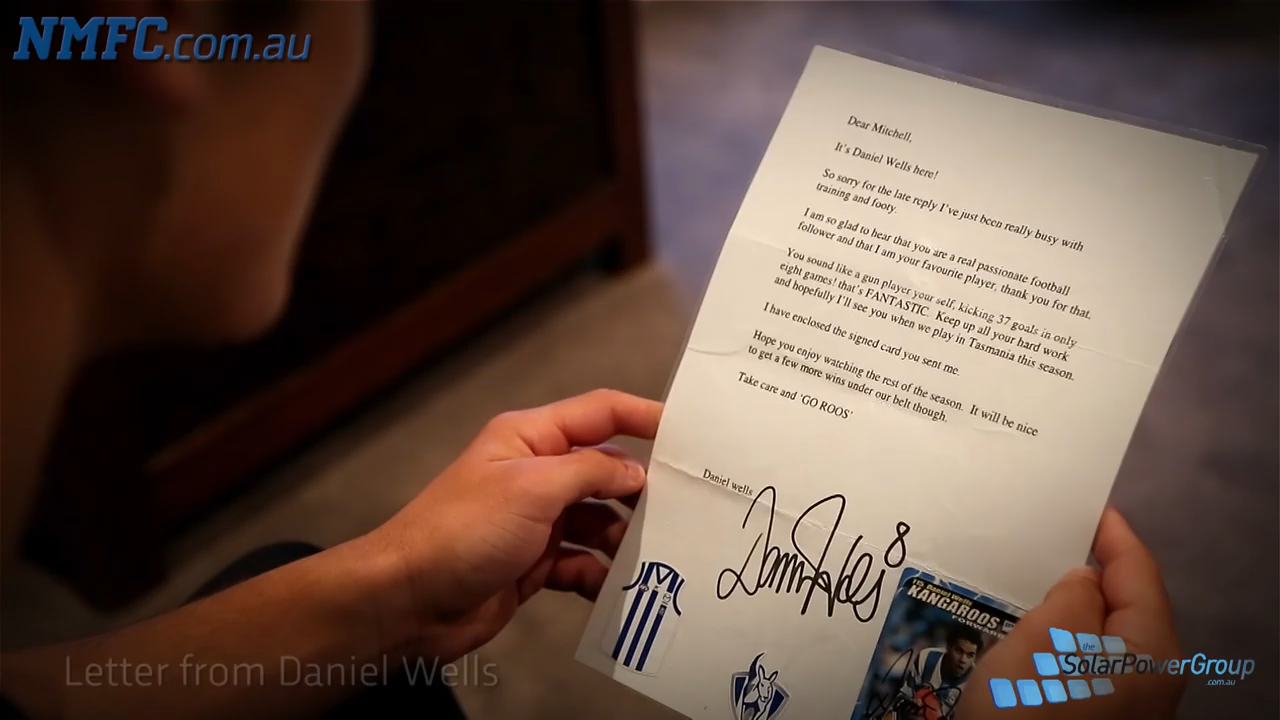 NMFC.com.au
Dear Mitchell,
It's Daniel Wells here!
So sorry for the late reply I've just been really busy with
training and footy.
I am so glad to hear that you are a real passionate football
follower and that I am your favourite player, thank you for that.
You sound like a gun player your self, kicking 37 goals in only
eight games! that's FANTASTIC. Keep up all your hard work
and hopefully I'll see you when we play in Tasmania this season.
I have enclosed the signed card you sent me.
Hope you enjoy watching the rest of the season. It will be nice
to get a few more wins under our belt though.
Take care and 'GO ROOS'
Daniel wells
8
Daniel Wells
KANGAROOS
FORWARD
Letter from Daniel Wells
the
SolarPowerGroup
.com.au